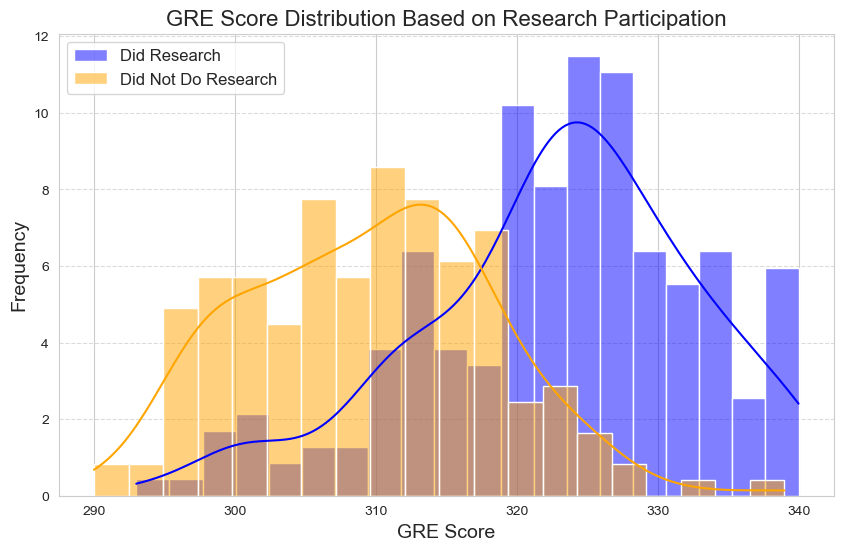 GRE Score Distribution Based on Research Participation
12
10
8
6
4
2
0
Frequency
Did Research
Did Not Do Research
290
300
310
320
330
340
GRE Score